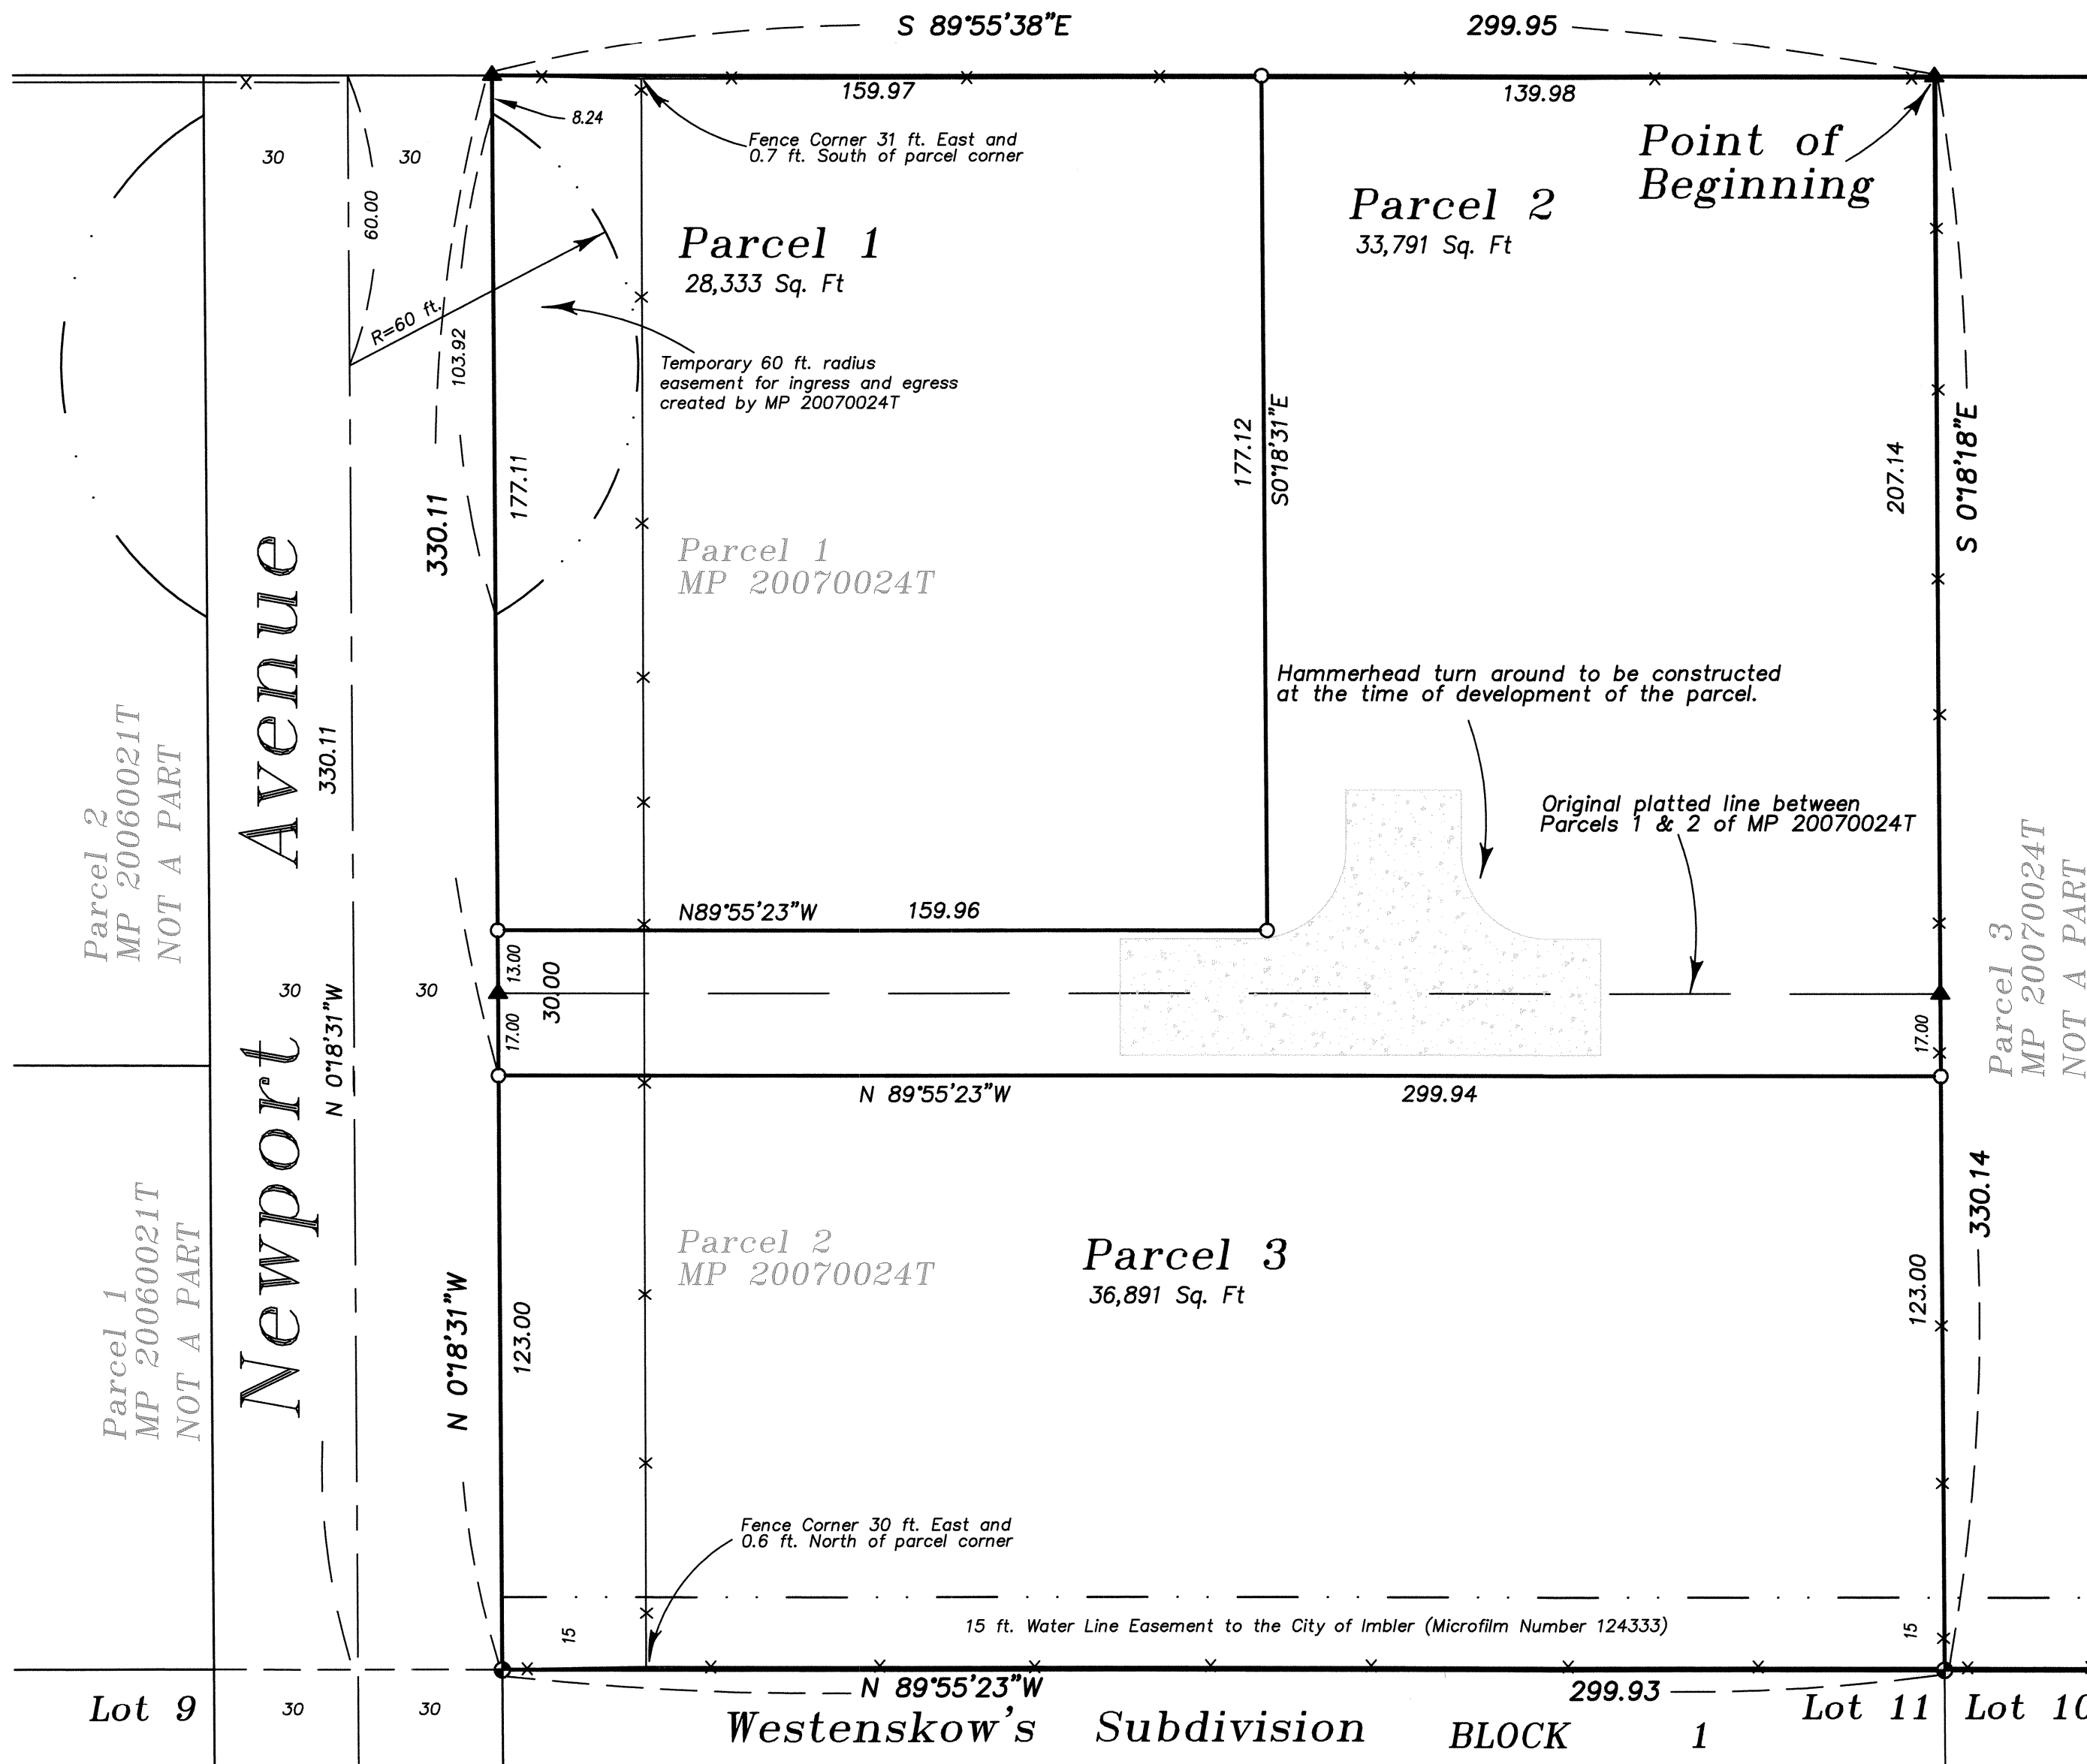 S 89°55'38"E 299.95
159.97 139.98
8.24
Fence Corner 31 ft. East and
0.7 ft. South of parcel corner
Point of
Beginning
30 30
60.00
R=60 ft.
103.92
Parcel 1
28,333 Sq. Ft
Parcel 2
33,791 Sq. Ft
Temporary 60 ft. radius
easement for ingress and egress
created by MP 20070024T
177.11
330.11
177.12
S0°18'31"E
207.14
S 0°18'18"E
Parcel 1
MP 20070024T
Hammerhead turn around to be constructed
at the time of development of the parcel.
Original platted line between
Parcels 1 & 2 of MP 20070024T
Newport Avenue
330.11
N 0°18'31"W
Parcel 2
MP 20060021T
NOT A PART
Parcel 3
MP 20070024T
NOT A PART
N89°55'23"W 159.96
13.00
30.00
17.00
17.00
30 30
N 89°55'23"W 299.94
Parcel 1
MP 20060021T
NOT A PART
Parcel 2
MP 20070024T
Parcel 3
36,891 Sq. Ft
N 0°18'31"W
123.00
123.00
330.14
Fence Corner 30 ft. East and
0.6 ft. North of parcel corner
15
15 ft. Water Line Easement to the City of Imbler (Microfilm Number 124333)
15
N 89°55'23"W 299.93
Lot 9
30 30
Westenskow's Subdivision BLOCK 1
Lot 11
Lot 10